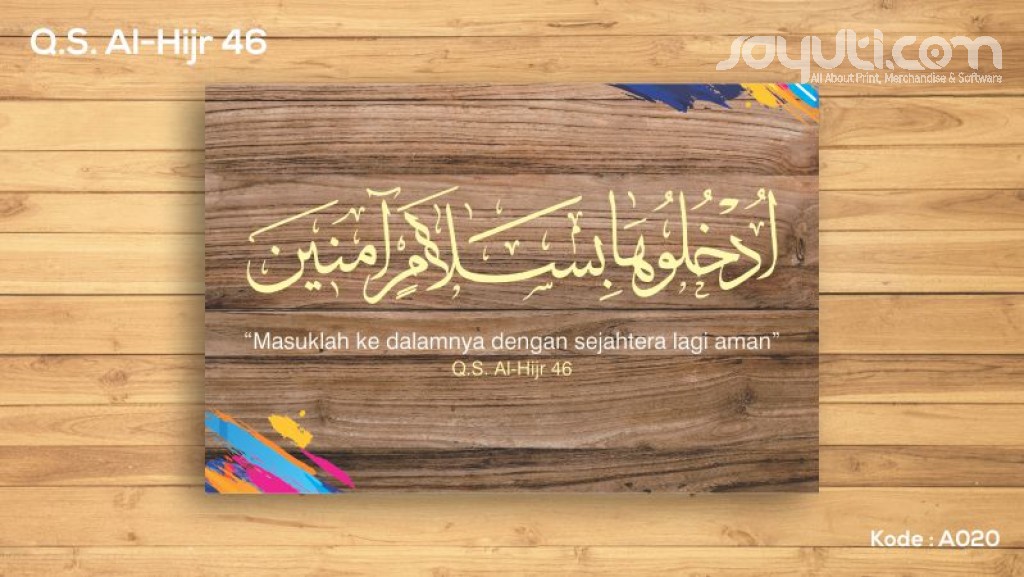 Q.S. Al-Hijr 46
sayuti.com
All About Print, Merchandise & Software
اُدْخُلُوهَا بِسَلَامٍ آمَنِينَ
“Masuklah ke dalamnya dengan sejahtera lagi aman”
Q.S. Al-Hijr 46
Kode : A020